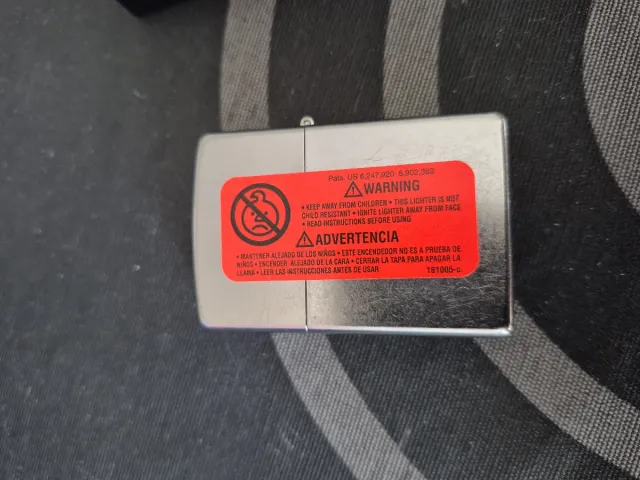 Pats. US 6,247,920 6,902,393
WARNING
• KEEP AWAY FROM CHILDREN • THIS LIGHTER IS NOT
CHILD RESISTANT • IGNITE LIGHTER AWAY FROM FACE
• READ INSTRUCTIONS BEFORE USING
ADVERTENCIA
• MANTENER ALEJADO DE LOS NIÑOS • ESTE ENCENDEDOR NO ES A PRUEBA DE
NIÑOS • ENCENDER ALEJADO DE LA CARA • CERRAR LA TAPA PARA APAGAR LA
LLAMA • LEER LAS INSTRUCCIONES ANTES DE USAR 181005-c